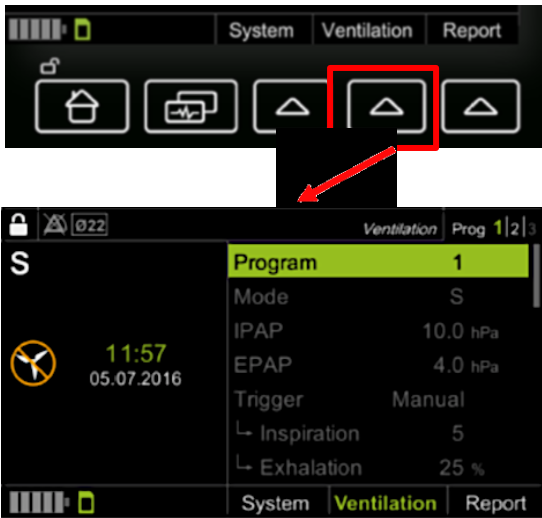 System Ventilation Report
Ø22 Ventilation Prog 1 2 3
S
Program 1
Mode S
IPAP 10.0 hPa
11:57
EPAP 4.0 hPa
05.07.2016
Trigger Manual
Inspiration 5
Exhalation 25 %
System Ventilation Report